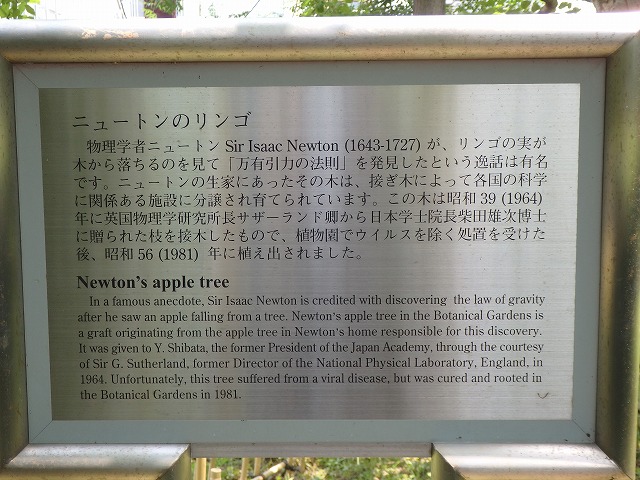 ニュートンのリンゴ
物理学者ニュートン Sir Isaac Newton (1643-1727) が、リンゴの実が
木から落ちるのを見て「万有引力の法則」を発見したという逸話は有名
です。ニュートンの生家にあったその木は、接ぎ木によって各国の科学
に関係ある施設に分譲され育てられています。この木は昭和 39 (1964)
年に英国物理学研究所長サザーランド卿から日本学士院長柴田雄次博士
に贈られた枝を接木したもので、植物園でウイルスを除く処置を受けた
後、昭和 56 (1981) 年に植え出されました。
Newton's apple tree
In a famous anecdote, Sir Isaac Newton is credited with discovering the law of gravity
after he saw an apple falling from a tree. Newton's apple tree in the Botanical Gardens is
a graft originating from the apple tree in Newton's home responsible for this discovery.
It was given to Y. Shibata, the former President of the Japan Academy, through the courtesy
of Sir G. Sutherland, former Director of the National Physical Laboratory, England, in
1964. Unfortunately, this tree suffered from a viral disease, but was cured and rooted in
the Botanical Gardens in 1981.